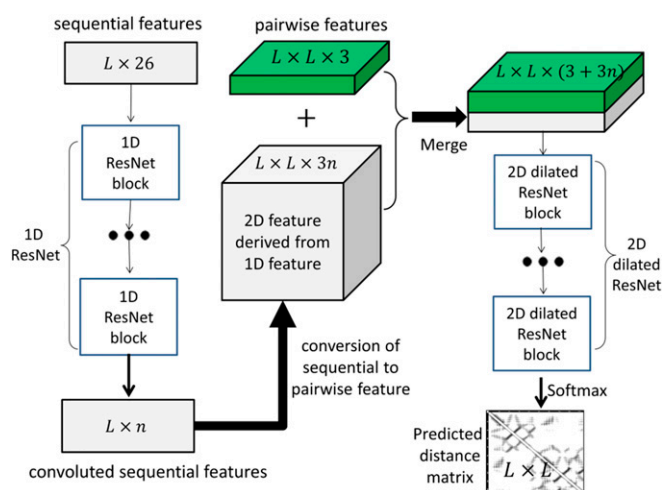 sequential features
L × 26
1D
ResNet
block
1D
ResNet
1D
ResNet
block
L × n
convoluted sequential features
pairwise features
L × L × 3
+
L × L × 3n
2D feature
derived from
1D feature
conversion of
sequential to
pairwise feature
Merge
L × L × (3 + 3n)
2D dilated
ResNet
block
2D
dilated
ResNet
2D dilated
ResNet
block
Softmax
Predicted
distance
matrix
L × L